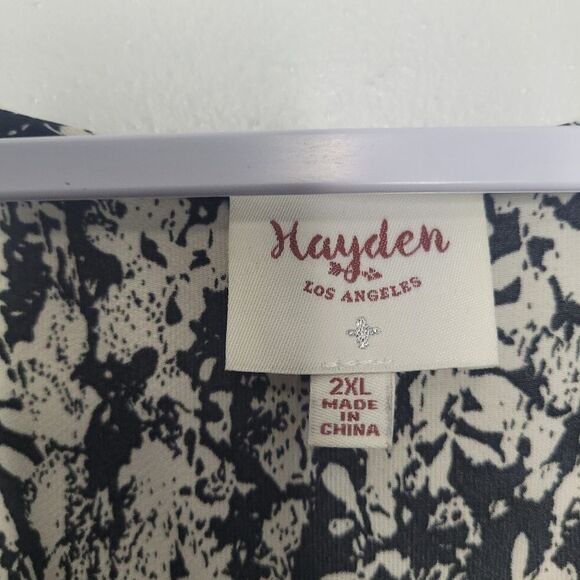 Hayden
LOS ANGELES
+
2XL
MADE
IN
CHINA